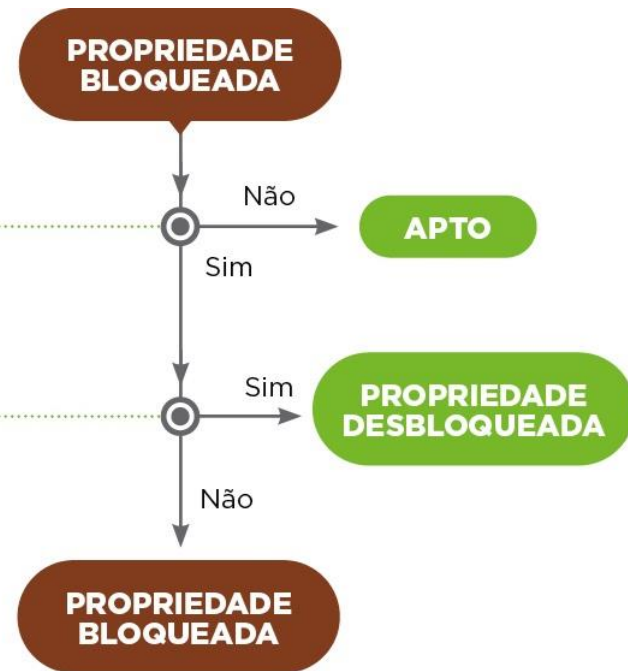 PROPRIEDADE
BLOQUEADA
Não
APTO
Sim
Sim
PROPRIEDADE
DESBLOQUEADA
Não
PROPRIEDADE
BLOQUEADA